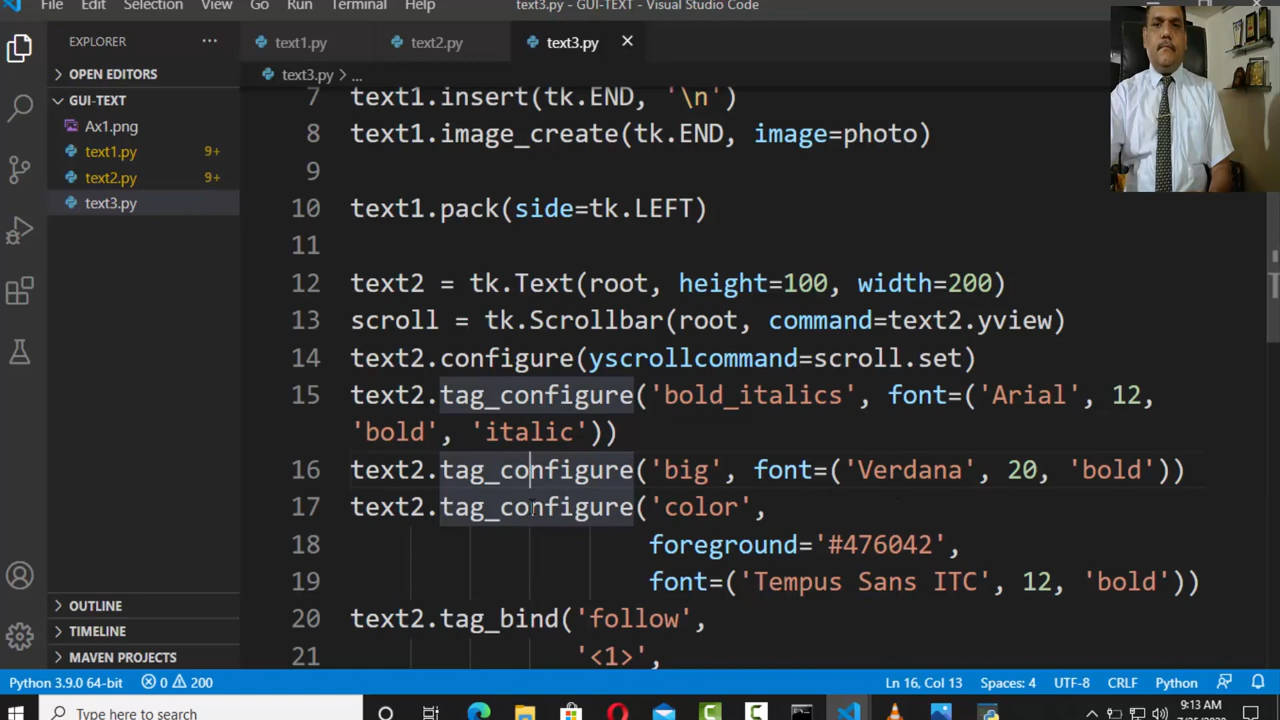 File Edit Selection View Go Run Terminal Help text3.py - GUI-TEXT - Visual Studio Code
EXPLORER
text1.py text2.py text3.py
OPEN EDITORS
text3.py > ...
GUI-TEXT
Ax1.png
text1.py 9+
text2.py 9+
text3.py
7 text1.insert(tk.END, '\n')
8 text1.image_create(tk.END, image=photo)
9
10 text1.pack(side=tk.LEFT)
11
12 text2 = tk.Text(root, height=100, width=200)
13 scroll = tk.Scrollbar(root, command=text2.yview)
14 text2.configure(yscrollcommand=scroll.set)
15 text2.tag_configure('bold_italics', font=('Arial', 12,
'bold', 'italic'))
16 text2.tag_configure('big', font=('Verdana', 20, 'bold'))
17 text2.tag_configure('color',
18 foreground='#476042',
19 font=('Tempus Sans ITC', 12, 'bold'))
20 text2.tag_bind('follow',
21 '<1>',
OUTLINE
TIMELINE
MAVEN PROJECTS
Python 3.9.0 64-bit 0 200 Ln 16, Col 13 Spaces: 4 UTF-8 CRLF Python
Type here to search
9:13 AM